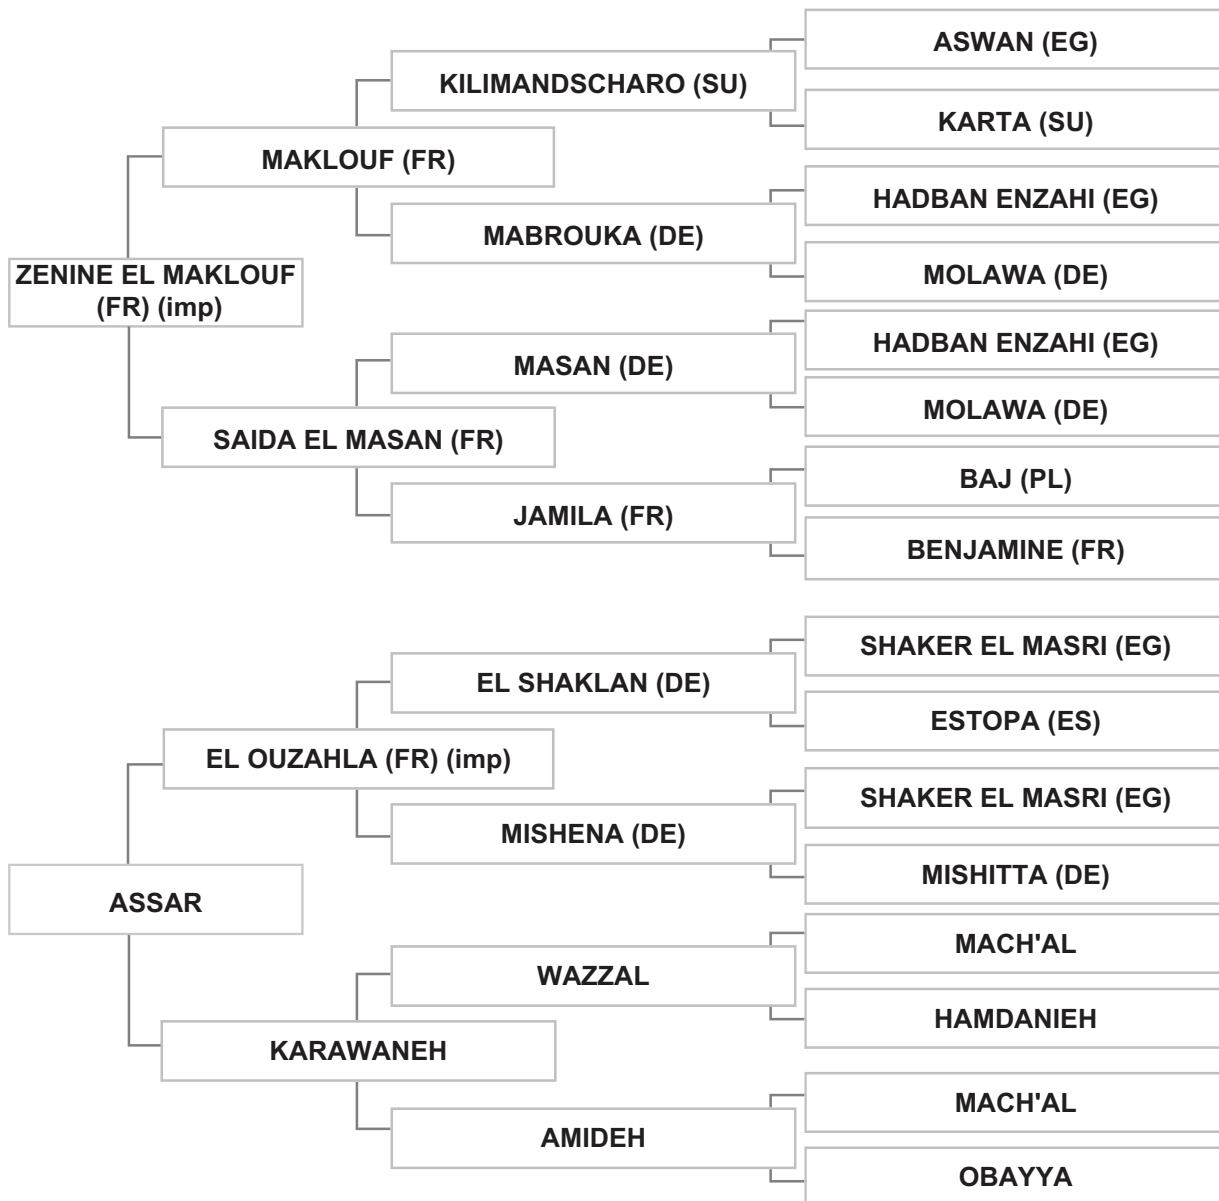 ASWAN (EG)
KILIMANDSCHARO (SU)
KARTA (SU)
MAKLOUF (FR)
HADBAN ENZAHI (EG)
MABROUKA (DE)
MOLAWA (DE)
ZENINE EL MAKLOUF
(FR) (imp)
HADBAN ENZAHI (EG)
MASAN (DE)
MOLAWA (DE)
SAIDA EL MASAN (FR)
BAJ (PL)
JAMILA (FR)
BENJAMINE (FR)
SHAKER EL MASRI (EG)
EL SHAKLAN (DE)
ESTOPA (ES)
EL OUZAHLA (FR) (imp)
SHAKER EL MASRI (EG)
MISHENA (DE)
MISHITTA (DE)
ASSAR
MACH'AL
WAZZAL
HAMDANIEH
KARAWANEH
MACH'AL
AMIDEH
OBAYYA